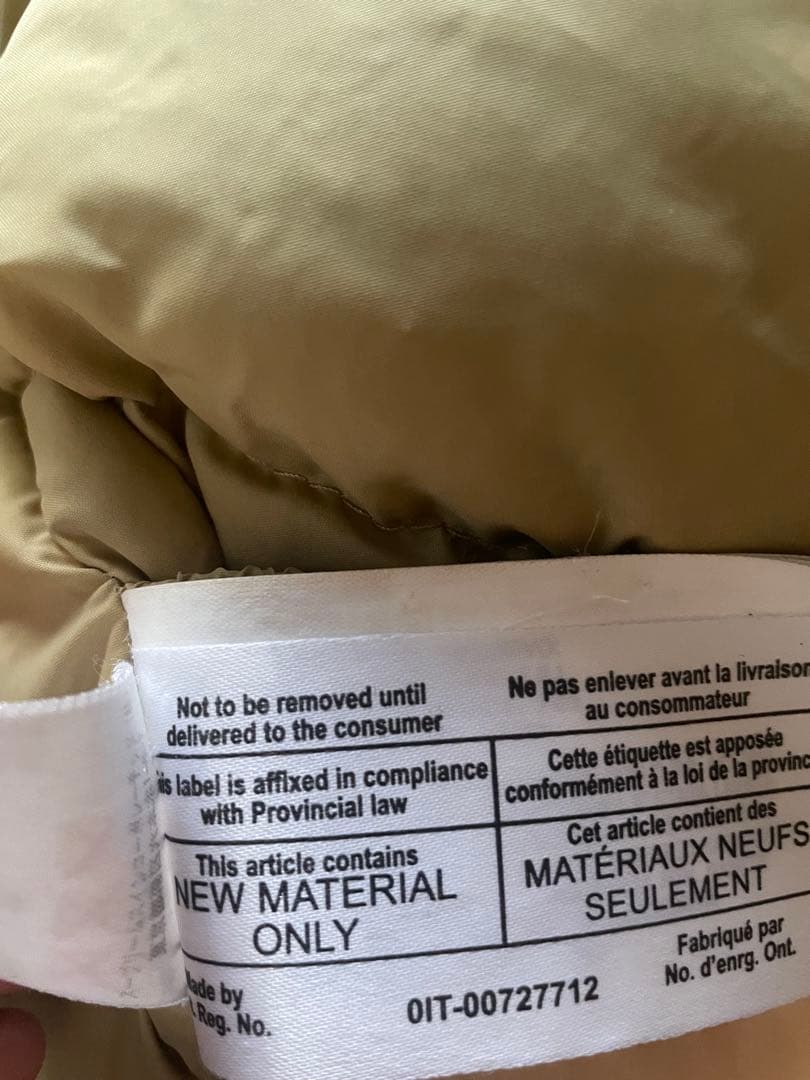 Not to be removed until
delivered to the consumer
Ne pas enlever avant la livraison
au consommateur
is label is affixed in compliance
with Provincial law
Cette étiquette est apposée
conformément à la loi de la provinc
This article contains
NEW MATERIAL
ONLY
Cet article contient des
MATÉRIAUX NEUFS
SEULEMENT
ade by
. Reg. No.
0IT-00727712
Fabriqué par
No. d'enrg. Ont.